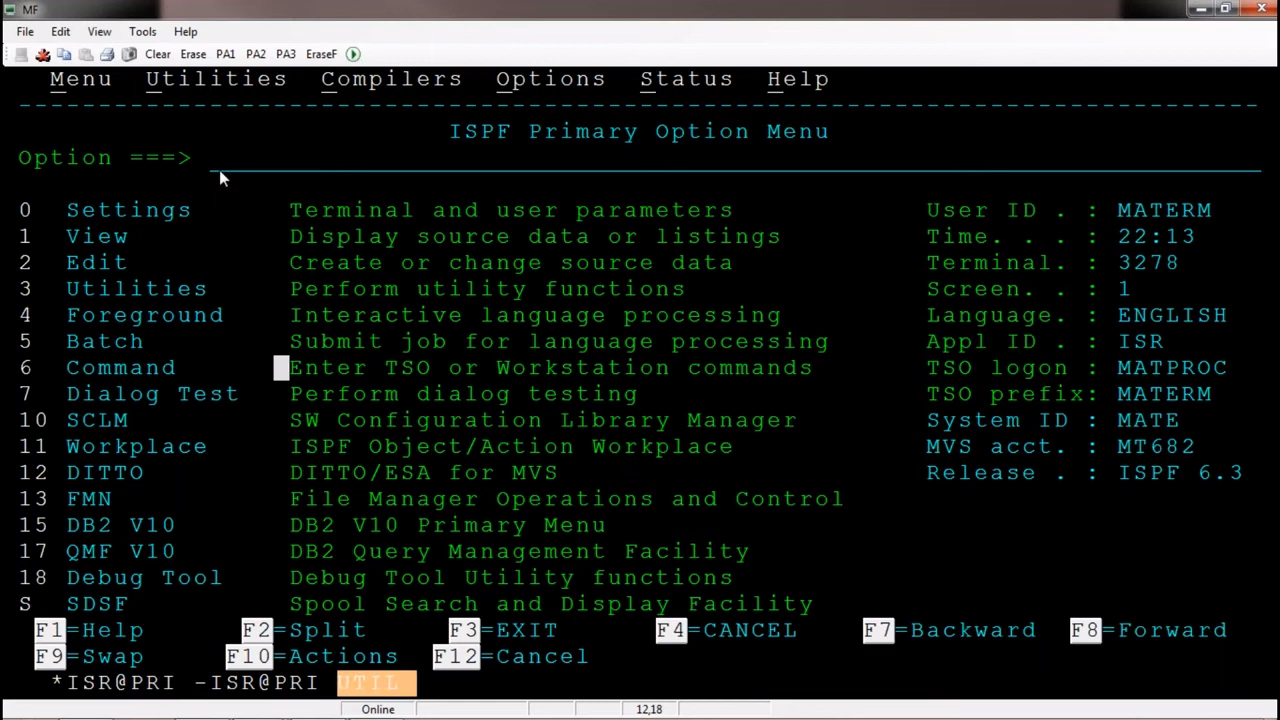 MF
File Edit View Tools Help
Clear Erase PA1 PA2 PA3 EraseF
Menu Utilities Compilers Options Status Help
ISPF Primary Option Menu
Option ===>
0 Settings Terminal and user parameters User ID . : MATERM
1 View Display source data or listings Time. . . : 22:13
2 Edit Create or change source data Terminal. : 3278
3 Utilities Perform utility functions Screen. . : 1
4 Foreground Interactive language processing Language. : ENGLISH
5 Batch Submit job for language processing Appl ID . : ISR
6 Command Enter TSO or Workstation commands TSO logon : MATPROC
7 Dialog Test Perform dialog testing TSO prefix: MATERM
10 SCLM SW Configuration Library Manager System ID : MATE
11 Workplace ISPF Object/Action Workplace MVS acct. : MT682
12 DITTO DITTO/ESA for MVS Release . : ISPF 6.3
13 FMN File Manager Operations and Control
15 DB2 V10 DB2 V10 Primary Menu
17 QMF V10 DB2 Query Management Facility
18 Debug Tool Debug Tool Utility functions
S SDSF Spool Search and Display Facility
F1=Help F2=Split F3=EXIT F4=CANCEL F7=Backward F8=Forward
F9=Swap F10=Actions F12=Cancel
*ISR@PRI -ISR@PRI UTIL
Online 12,18